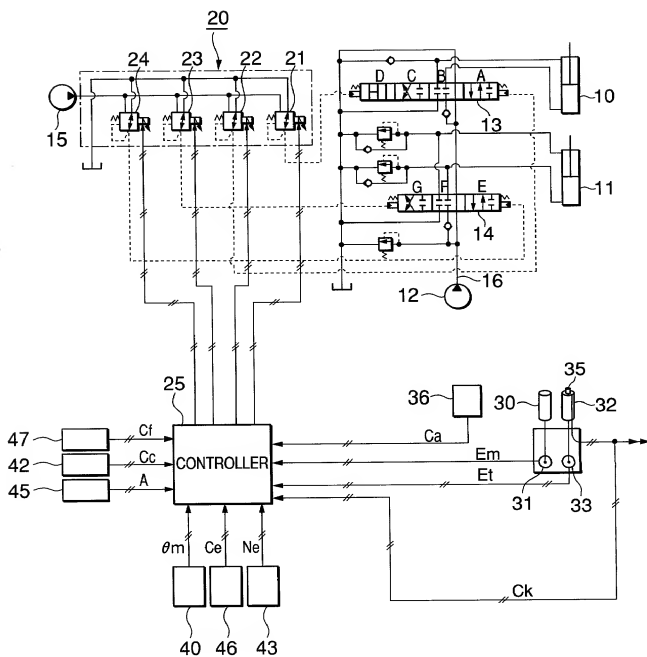 20
24 23 22 21
15
D C B A
13
10
G F E
14
11
12
16
25
CONTROLLER
36
30
35
32
31
33
47
42
45
Cf
Cc
A
Ca
Em
Et
Ck
θm Ce Ne
40 46 43